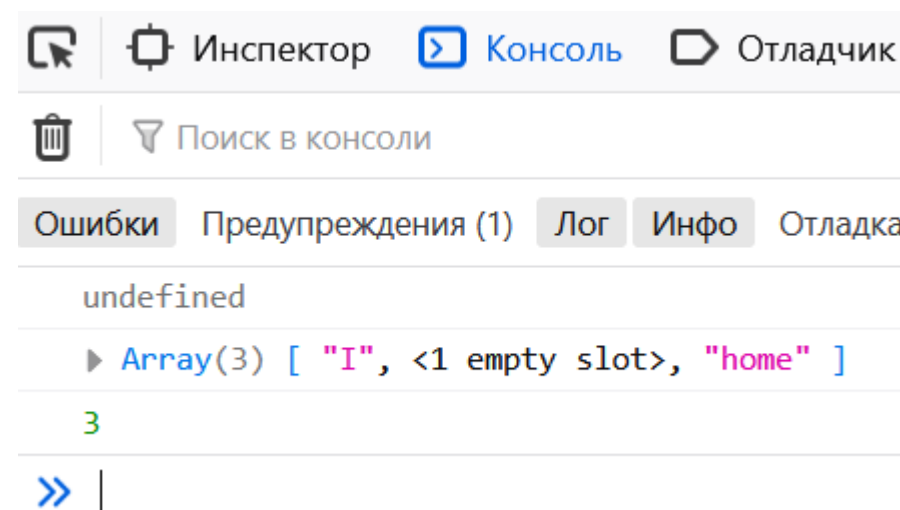 Инспектор Консоль Отладчик
Поиск в консоли
Ошибки Предупреждения (1) Лог Инфо Отладка
undefined
Array(3) [ "I", <1 empty slot>, "home" ]
3